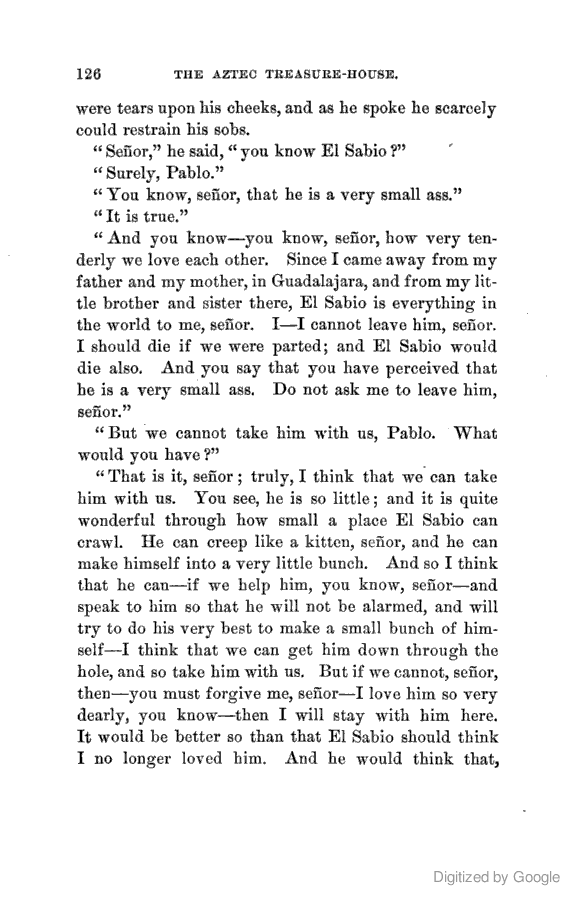 126 THE AZTEC TREASURE-HOUSE.
were tears upon his cheeks, and as he spoke he scarcely
could restrain his sobs.
“Señor,” he said, “you know El Sabio?”
“Surely, Pablo.”
“You know, señor, that he is a very small ass.”
“It is true.”
“And you know—you know, señor, how very ten-
derly we love each other. Since I came away from my
father and my mother, in Guadalajara, and from my lit-
tle brother and sister there, El Sabio is everything in
the world to me, señor. I—I cannot leave him, señor.
I should die if we were parted; and El Sabio would
die also. And you say that you have perceived that
he is a very small ass. Do not ask me to leave him,
señor.”
“But we cannot take him with us, Pablo. What
would you have?”
“That is it, señor; truly, I think that we can take
him with us. You see, he is so little; and it is quite
wonderful through how small a place El Sabio can
crawl. He can creep like a kitten, señor, and he can
make himself into a very little bunch. And so I think
that he can—if we help him, you know, señor—and
speak to him so that he will not be alarmed, and will
try to do his very best to make a small bunch of him-
self—I think that we can get him down through the
hole, and so take him with us. But if we cannot, señor,
then—you must forgive me, señor—I love him so very
dearly, you know—then I will stay with him here.
It would be better so than that El Sabio should think
I no longer loved him. And he would think that,
Digitized by Google